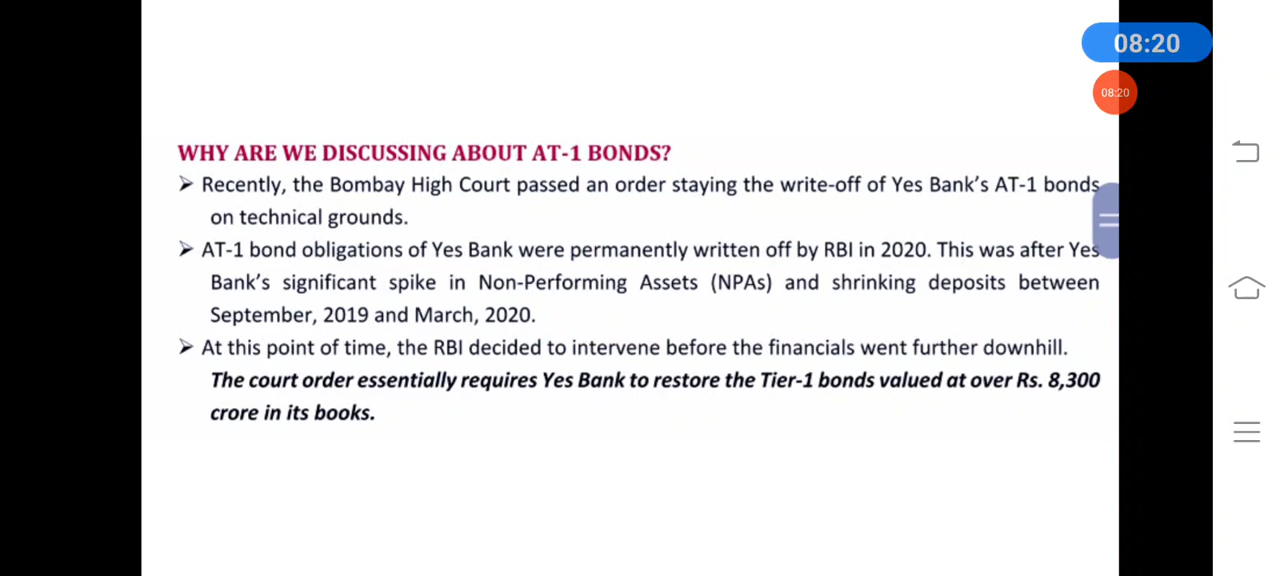 08:20
08:20
WHY ARE WE DISCUSSING ABOUT AT-1 BONDS?
➢ Recently, the Bombay High Court passed an order staying the write-off of Yes Bank's AT-1 bonds
on technical grounds.
➢ AT-1 bond obligations of Yes Bank were permanently written off by RBI in 2020. This was after Yes
Bank's significant spike in Non-Performing Assets (NPAs) and shrinking deposits between
September, 2019 and March, 2020.
➢ At this point of time, the RBI decided to intervene before the financials went further downhill.
The court order essentially requires Yes Bank to restore the Tier-1 bonds valued at over Rs. 8,300
crore in its books.